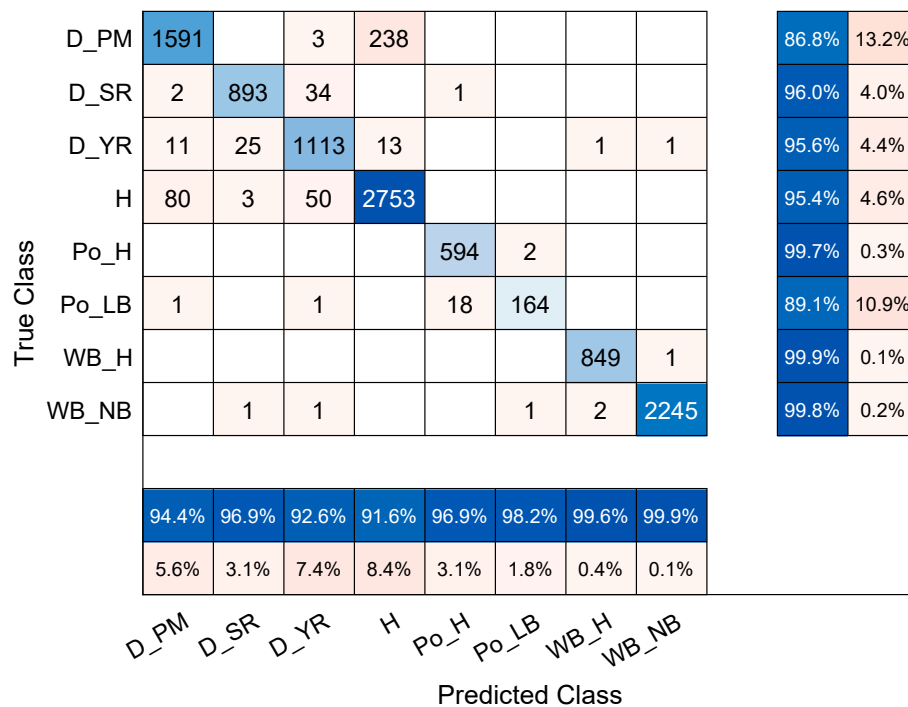 D_PM 1591 3 238 86.8% 13.2%
D_SR 2 893 34 1 96.0% 4.0%
D_YR 11 25 1113 13 1 1 95.6% 4.4%
H 80 3 50 2753 95.4% 4.6%
Po_H 594 2 99.7% 0.3%
Po_LB 1 1 18 164 89.1% 10.9%
WB_H 849 1 99.9% 0.1%
WB_NB 1 1 1 2 2245 99.8% 0.2%
True Class
94.4% 96.9% 92.6% 91.6% 96.9% 98.2% 99.6% 99.9%
5.6% 3.1% 7.4% 8.4% 3.1% 1.8% 0.4% 0.1%
D_PM D_SR D_YR H Po_H Po_LB WB_H WB_NB
Predicted Class